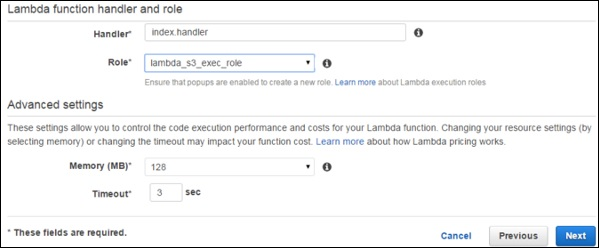 Lambda function handler and role
Handler* index.handler
Role* lambda_s3_exec_role
Ensure that popups are enabled to create a new role. Learn more about Lambda execution roles
Advanced settings
These settings allow you to control the code execution performance and costs for your Lambda function. Changing your resource settings (by
selecting memory) or changing the timeout may impact your function cost. Learn more about how Lambda pricing works.
Memory (MB)* 128
Timeout* 3 sec
* These fields are required. Cancel Previous Next